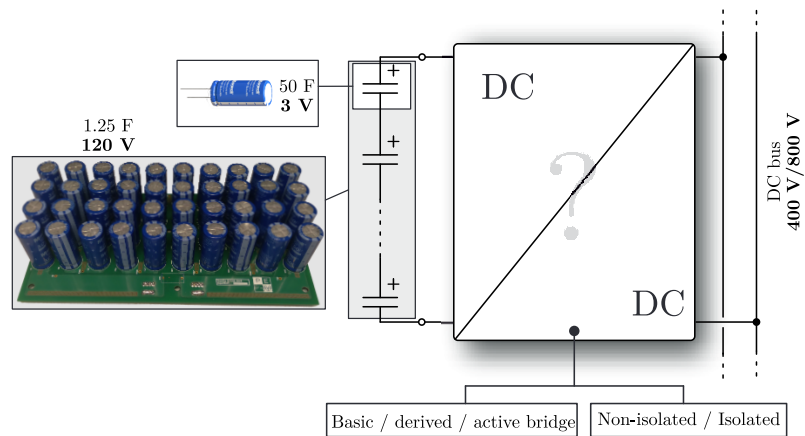 50 F
3 V
1.25 F
120 V
+
+
+
DC
?
DC
DC bus
400 V/800 V
Basic / derived / active bridge
Non-isolated / Isolated